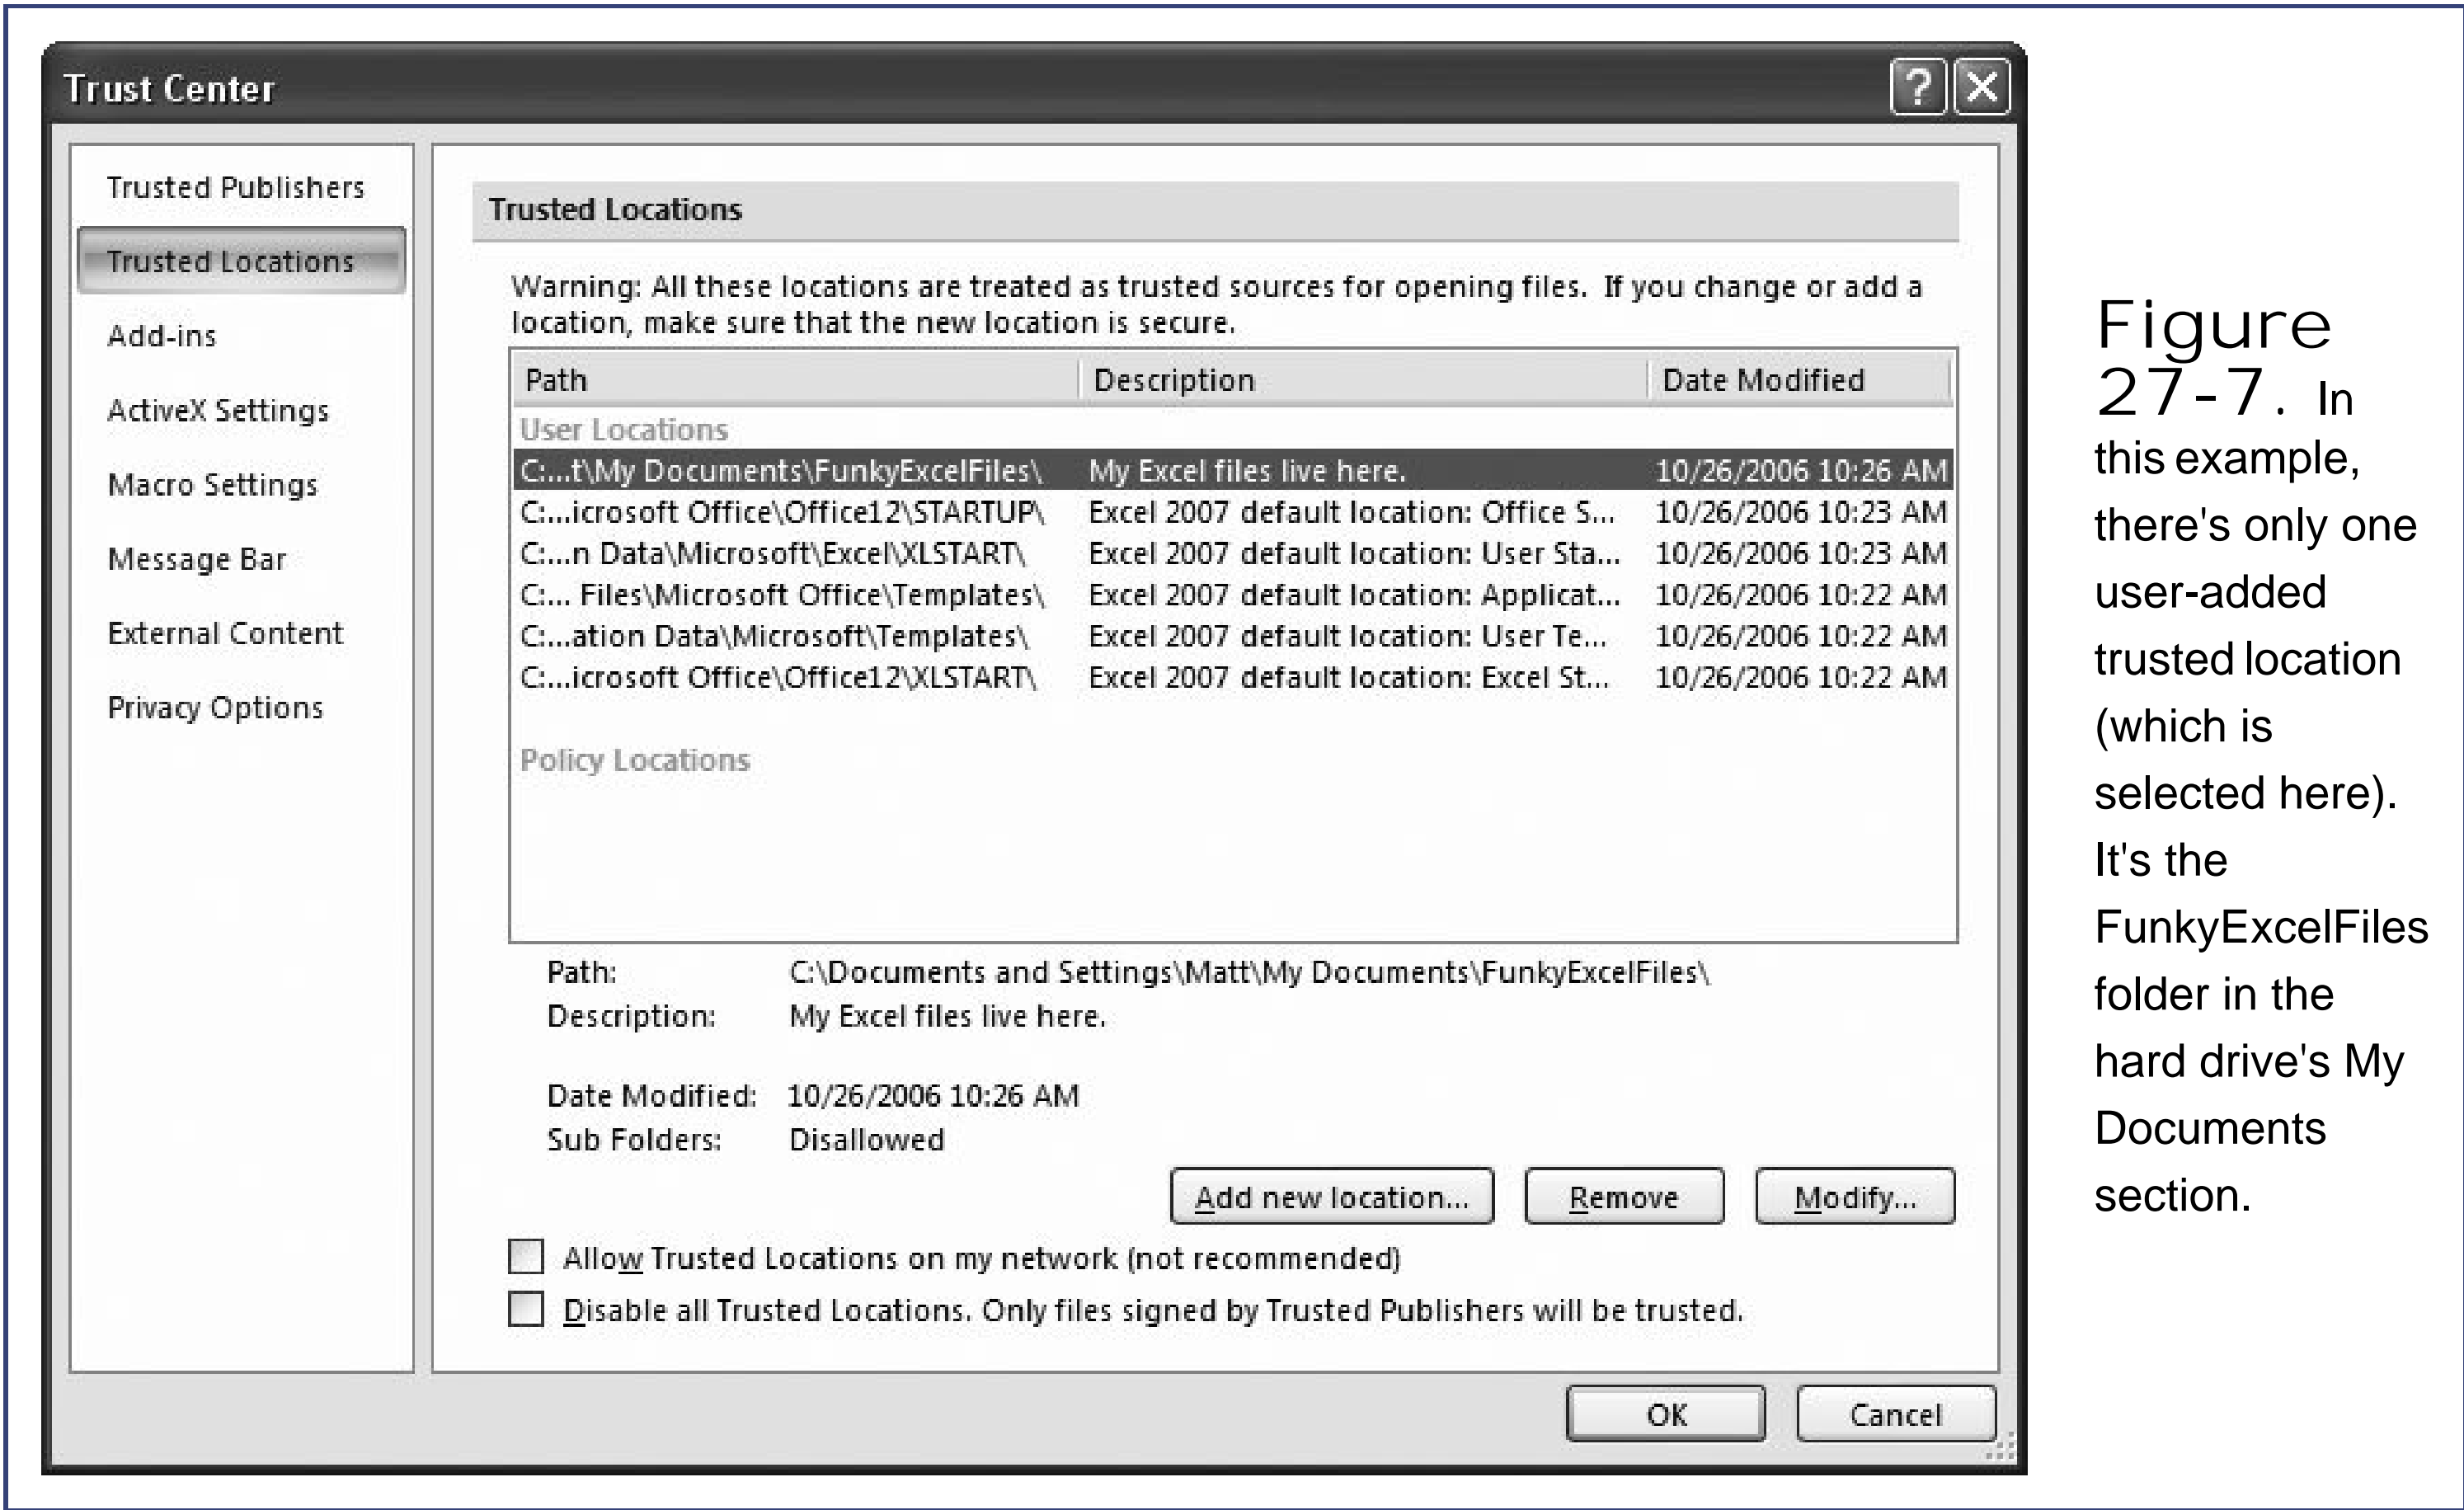 Trust Center
Trusted Publishers
Trusted Locations
Add-ins
ActiveX Settings
Macro Settings
Message Bar
External Content
Privacy Options
Trusted Locations
Warning: All these locations are treated as trusted sources for opening files. If you change or add a
location, make sure that the new location is secure.
Path Description Date Modified
User Locations
C:...t\My Documents\FunkyExcelFiles\ My Excel files live here. 10/26/2006 10:26 AM
C:...icrosoft Office\Office12\STARTUP\ Excel 2007 default location: Office S... 10/26/2006 10:23 AM
C:...n Data\Microsoft\Excel\XLSTART\ Excel 2007 default location: User Sta... 10/26/2006 10:23 AM
C:... Files\Microsoft Office\Templates\ Excel 2007 default location: Applicat... 10/26/2006 10:22 AM
C:...ation Data\Microsoft\Templates\ Excel 2007 default location: User Te... 10/26/2006 10:22 AM
C:...icrosoft Office\Office12\XLSTART\ Excel 2007 default location: Excel St... 10/26/2006 10:22 AM
Policy Locations
Path: C:\Documents and Settings\Matt\My Documents\FunkyExcelFiles\
Description: My Excel files live here.
Date Modified: 10/26/2006 10:26 AM
Sub Folders: Disallowed
Add new location... Remove Modify...
Allow Trusted Locations on my network (not recommended)
Disable all Trusted Locations. Only files signed by Trusted Publishers will be trusted.
OK Cancel
Figure
27-7. In
this example,
there's only one
user-added
trusted location
(which is
selected here).
It's the
FunkyExcelFiles
folder in the
hard drive's My
Documents
section.